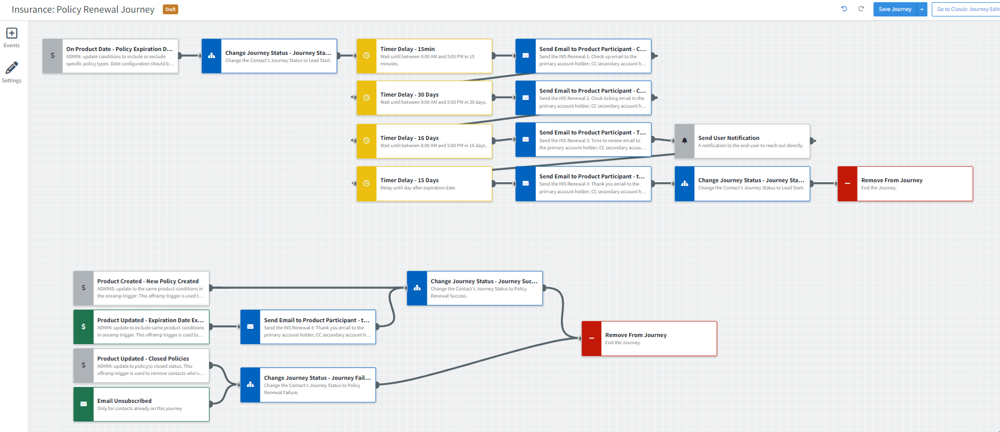 Insurance: Policy Renewal Journey
Draft
Save Journey
Go to Classic Journey Edit
Events
Settings
On Product Date - Policy Expiration D...
ADMIN: update conditions to include or exclude
specific policy types. Date configuration should b...
Change Journey Status - Journey Sta...
Change the Contact's Journey Status to Lead Start.
Timer Delay - 15min
Wait until between 8:00 AM and 5:00 PM in 15
minutes.
Send Email to Product Participant - C...
Send the INS Renewal 1: Check up email to the
primary account holder; CC secondary account h...
Timer Delay - 30 Days
Wait until between 8:00 AM and 5:00 PM in 30 days.
Send Email to Product Participant - C...
Send the INS Renewal 2: Clock ticking email to the
primary account holder; CC secondary account h...
Timer Delay - 16 Days
Wait until between 8:00 AM and 5:00 PM in 16 days.
Send Email to Product Participant - T...
Send the INS Renewal 3: Time to review email to
the primary account holder; CC secondary accou...
Send User Notification
A notification to the end-user to reach out directly.
Timer Delay - 15 Days
Delay until day after expiration date.
Send Email to Product Participant - t...
Send the INS Renewal 4: Thank you email to the
primary account holder; CC secondary account h...
Change Journey Status - Journey Sta...
Change the Contact's Journey Status to Lead Start.
Remove From Journey
End the Journey.
Product Created - New Policy Created
ADMINS: update to the same product conditions in
the onramp trigger. This offramp trigger is used t...
Change Journey Status - Journey Suc...
Change the Contact's Journey Status to Policy
Renewal Success.
Product Updated - Expiration Date Ex...
ADMIN: update to include same product conditions
in onramp trigger. This offramp trigger is used to...
Send Email to Product Participant - t...
Send the INS Renewal 4: Thank you email to the
primary account holder; CC secondary account h...
Remove From Journey
End the Journey.
Product Updated - Closed Policies
ADMIN: update to policy(s) closed status. This
offramp trigger is used to remove contacts who'v...
Change Journey Status - Journey Fail...
Change the Contact's Journey Status to Policy
Renewal Failure.
Email Unsubscribed
Only for contacts already on this journey